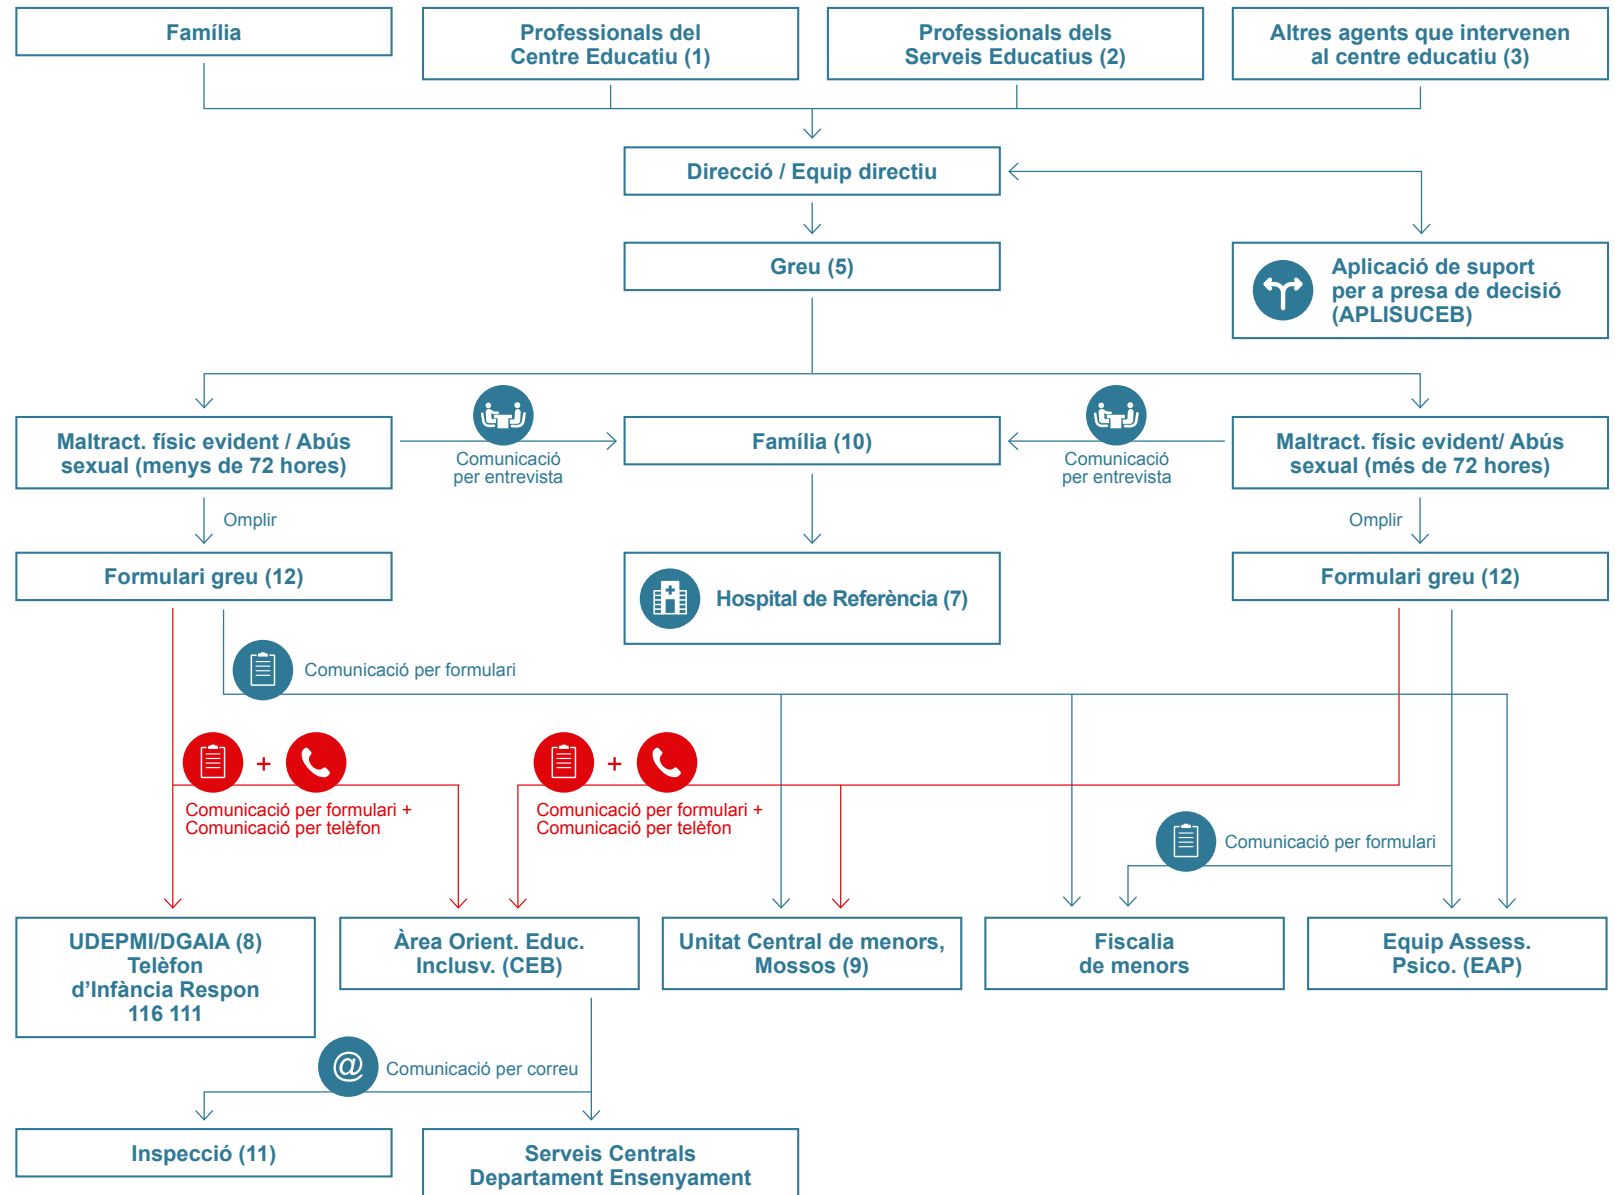 Família
Professionals del
Centre Educatiu (1)
Professionals dels
Serveis Educatius (2)
Altres agents que intervenen
al centre educatiu (3)
Direcció / Equip directiu
Greu (5)
Aplicació de suport
per a presa de decisió
(APLISUCEB)
Maltract. físic evident / Abús
sexual (menys de 72 hores)
Comunicació
per entrevista
Família (10)
Comunicació
per entrevista
Maltract. físic evident/ Abús
sexual (més de 72 hores)
Omplir
Omplir
Formulari greu (12)
Hospital de Referència (7)
Formulari greu (12)
Comunicació per formulari
+
Comunicació per formulari +
Comunicació per telèfon
+
Comunicació per formulari +
Comunicació per telèfon
Comunicació per formulari
UDEPMI/DGAIA (8)
Telèfon
d’Infància Respon
116 111
Àrea Orient. Educ.
Inclusv. (CEB)
Unitat Central de menors,
Mossos (9)
Fiscalia
de menors
Equip Assess.
Psico. (EAP)
@
Comunicació per correu
Inspecció (11)
Serveis Centrals
Departament Ensenyament